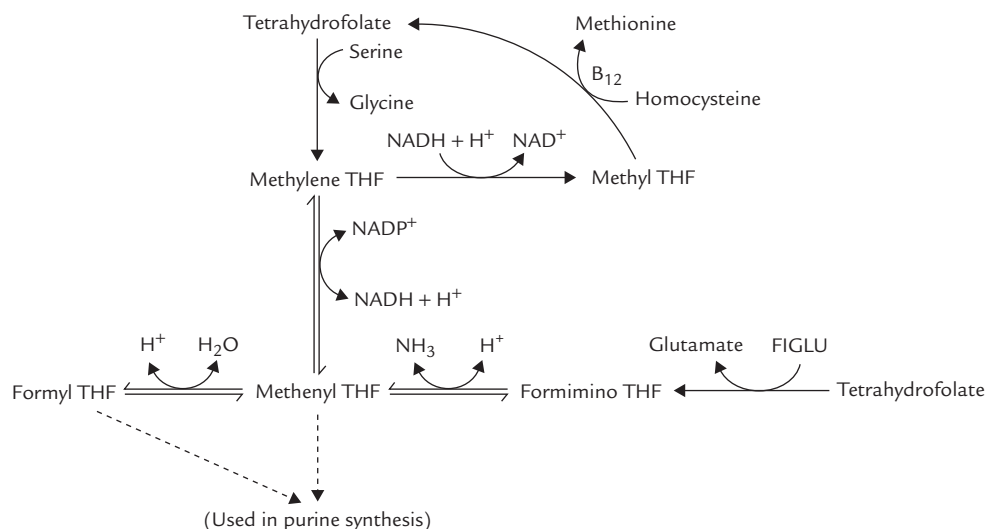 Tetrahydrofolate
Methionine
Serine
B12
Glycine
Homocysteine
NADH + H+ NAD+
Methylene THF Methyl THF
NADP+
NADH + H+
H+ H2O NH3 H+ Glutamate FIGLU
Formyl THF Methenyl THF Formimino THF Tetrahydrofolate
(Used in purine synthesis)